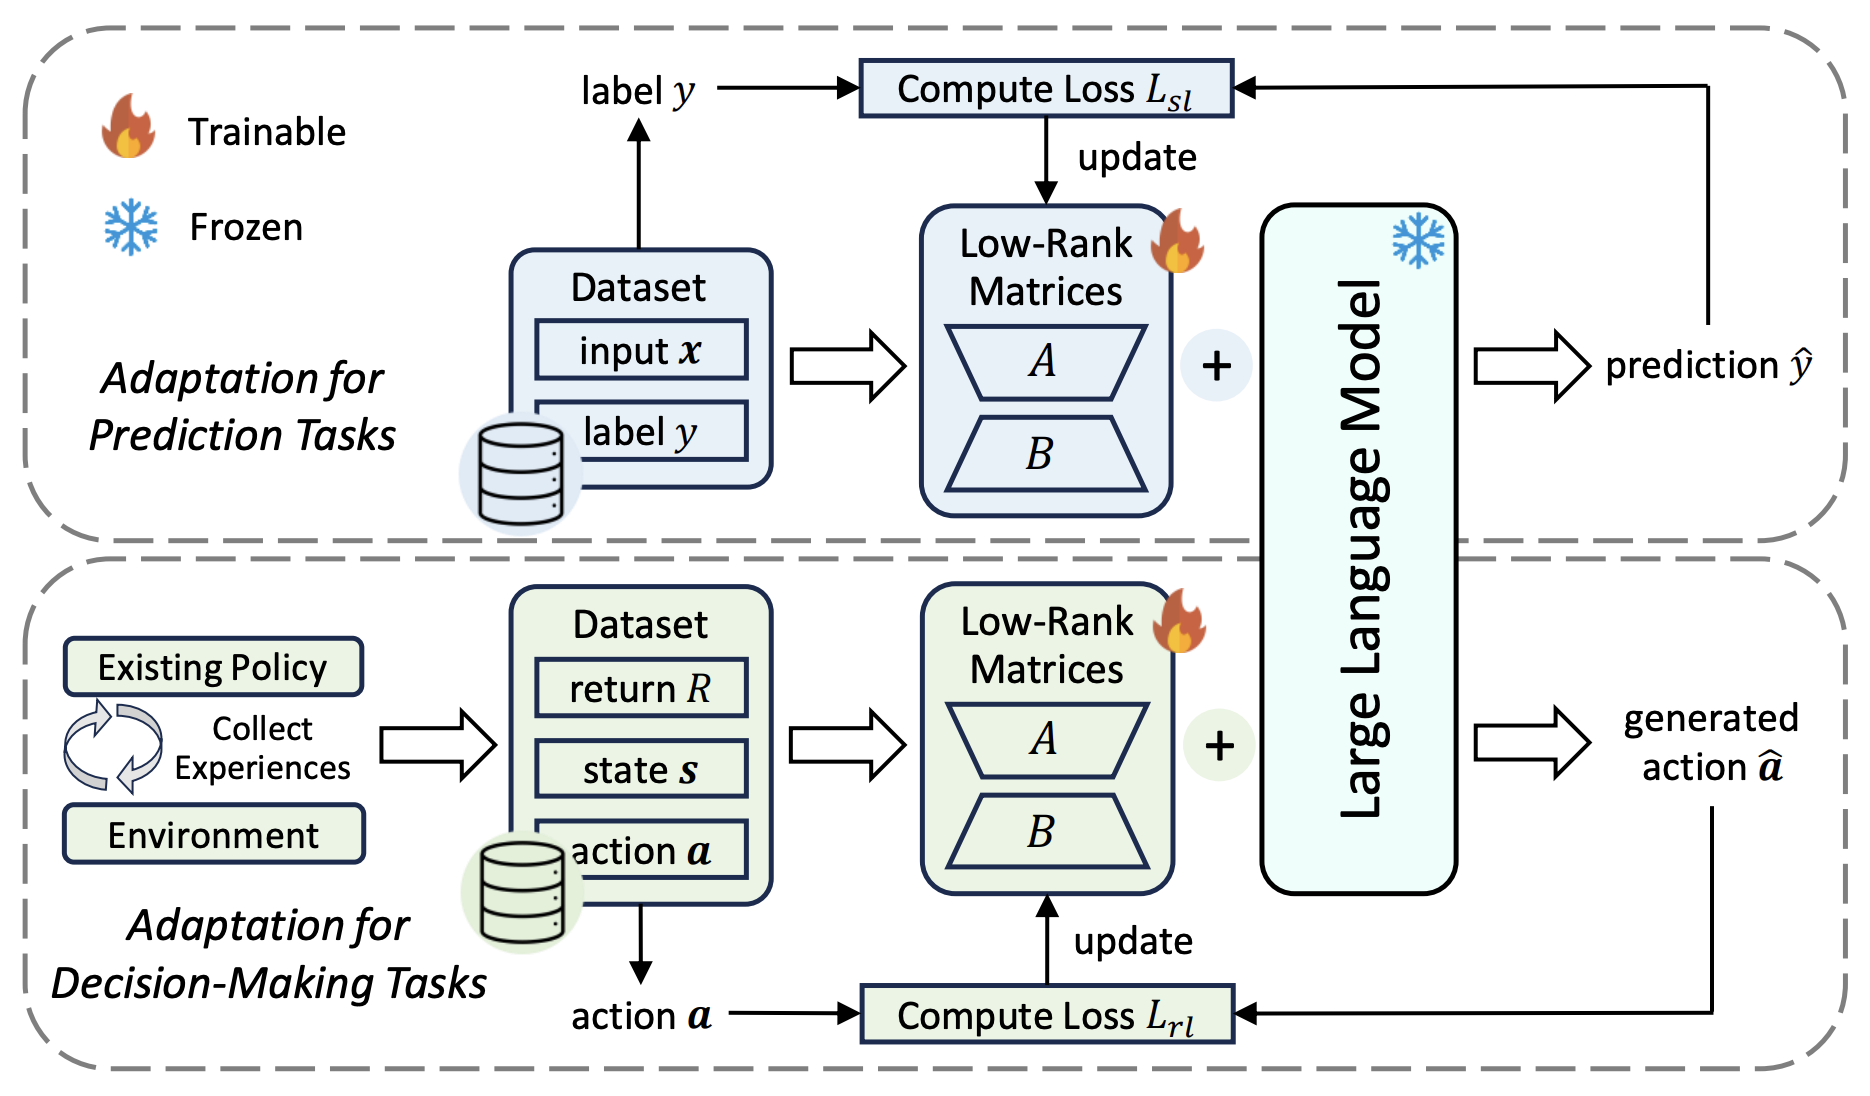 Trainable
Frozen
Adaptation for
Prediction Tasks
label y
Compute Loss L_sl
update
Dataset
input x
label y
Low-Rank
Matrices
A
B
+
Large Language Model
prediction ŷ
Existing Policy
Collect
Experiences
Environment
Adaptation for
Decision-Making Tasks
Dataset
return R
state s
action a
action a
Low-Rank
Matrices
A
B
+
update
Compute Loss L_rl
generated
action â